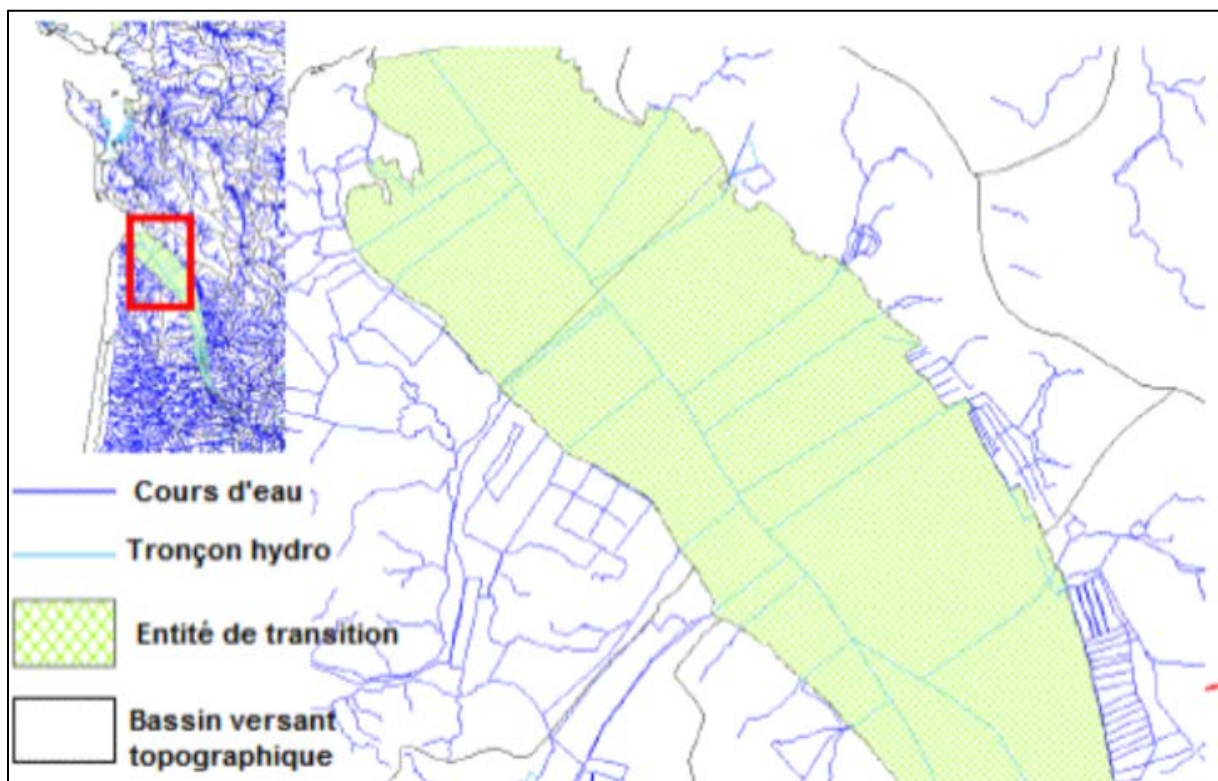 Cours d'eau
Tronçon hydro
Entité de transition
Bassin versant
topographique